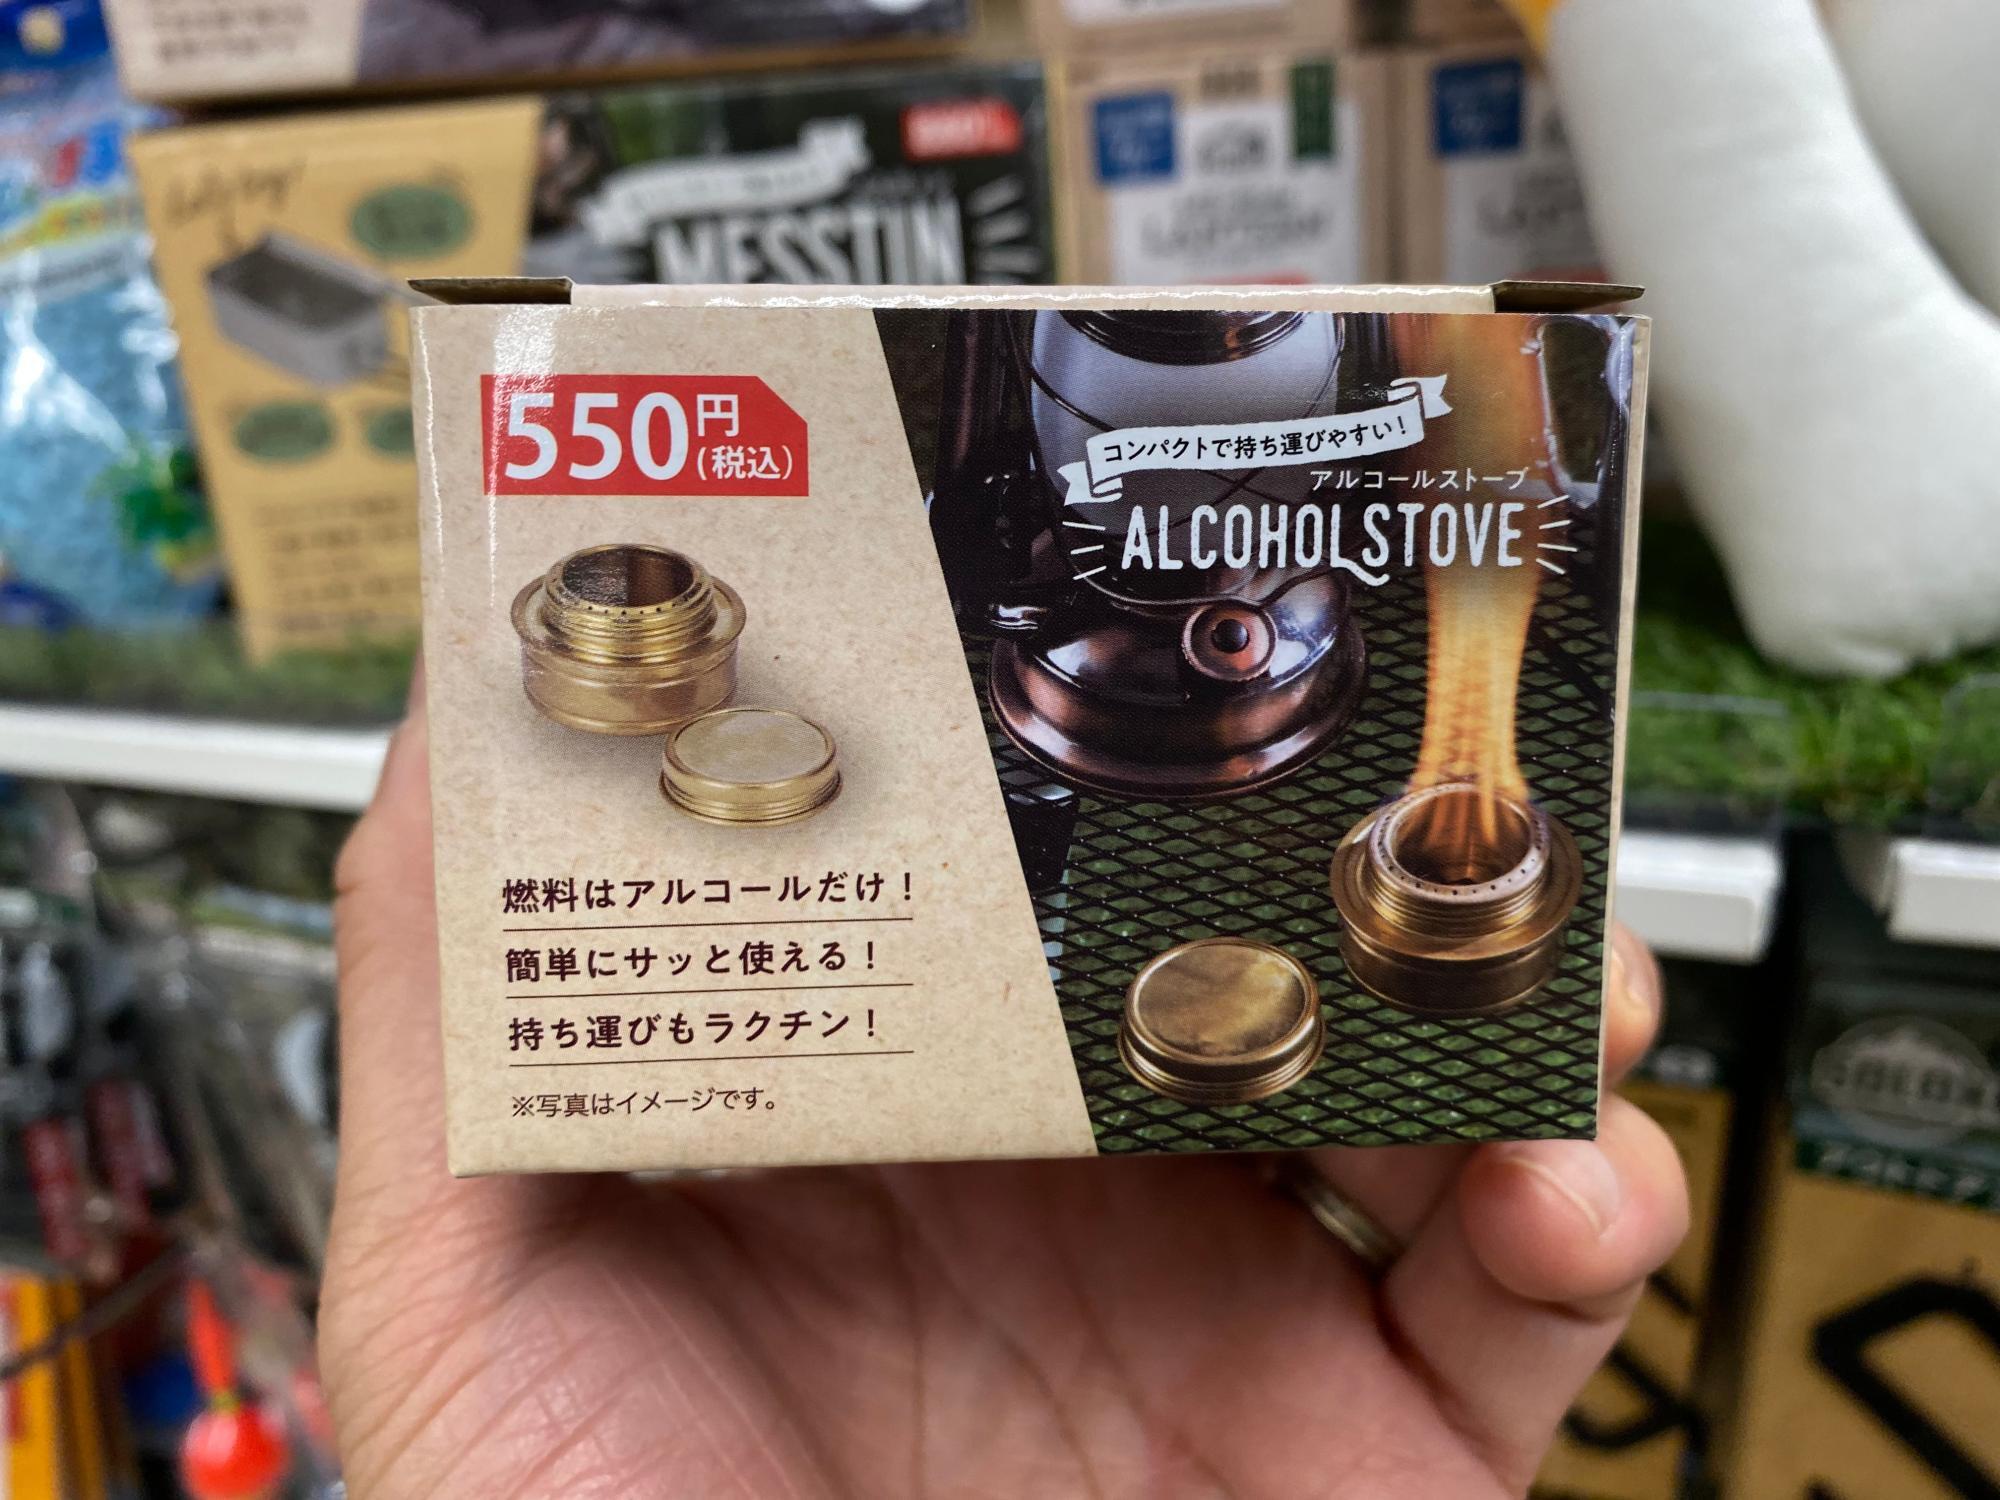 MESSTIN
550円
(税込)
コンパクトで持ち運びやすい!
アルコールストーブ
ALCOHOL STOVE
燃料はアルコールだけ!
簡単にサッと使える!
持ち運びもラクチン!
※写真はイメージです。